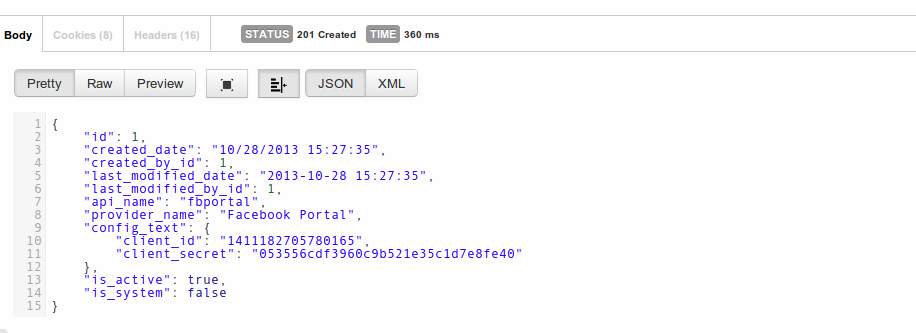 Body Cookies (8) Headers (16) STATUS 201 Created TIME 360 ms
Pretty Raw Preview JSON XML
1 {
2 "id": 1,
3 "created_date": "10/28/2013 15:27:35",
4 "created_by_id": 1,
5 "last_modified_date": "2013-10-28 15:27:35",
6 "last_modified_by_id": 1,
7 "api_name": "fbportal",
8 "provider_name": "Facebook Portal",
9 "config_text": {
10 "client_id": "1411182705780165",
11 "client_secret": "053556cdf3960c9b521e35c1d7e8fe40"
12 },
13 "is_active": true,
14 "is_system": false
15 }